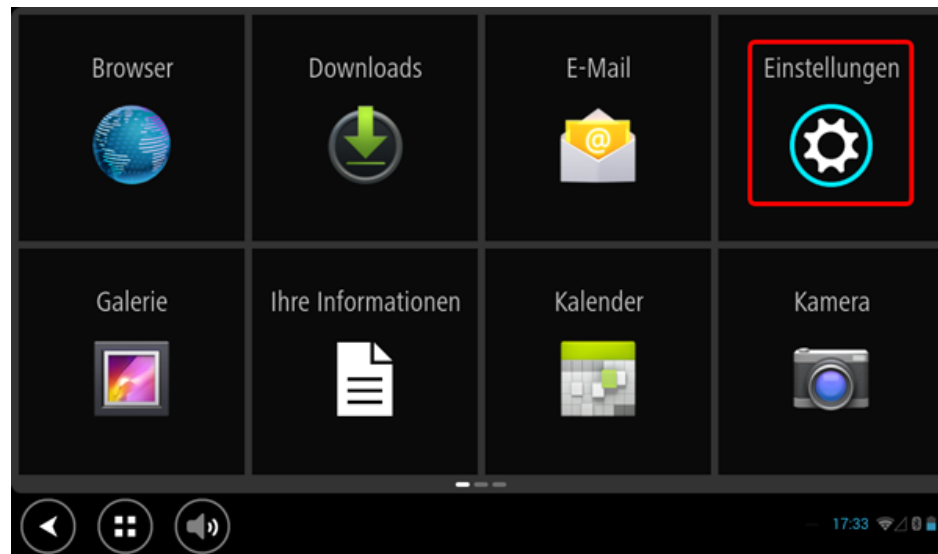 Browser
Downloads
E-Mail
Einstellungen
@
Galerie
Ihre Informationen
Kalender
Kamera
17:33